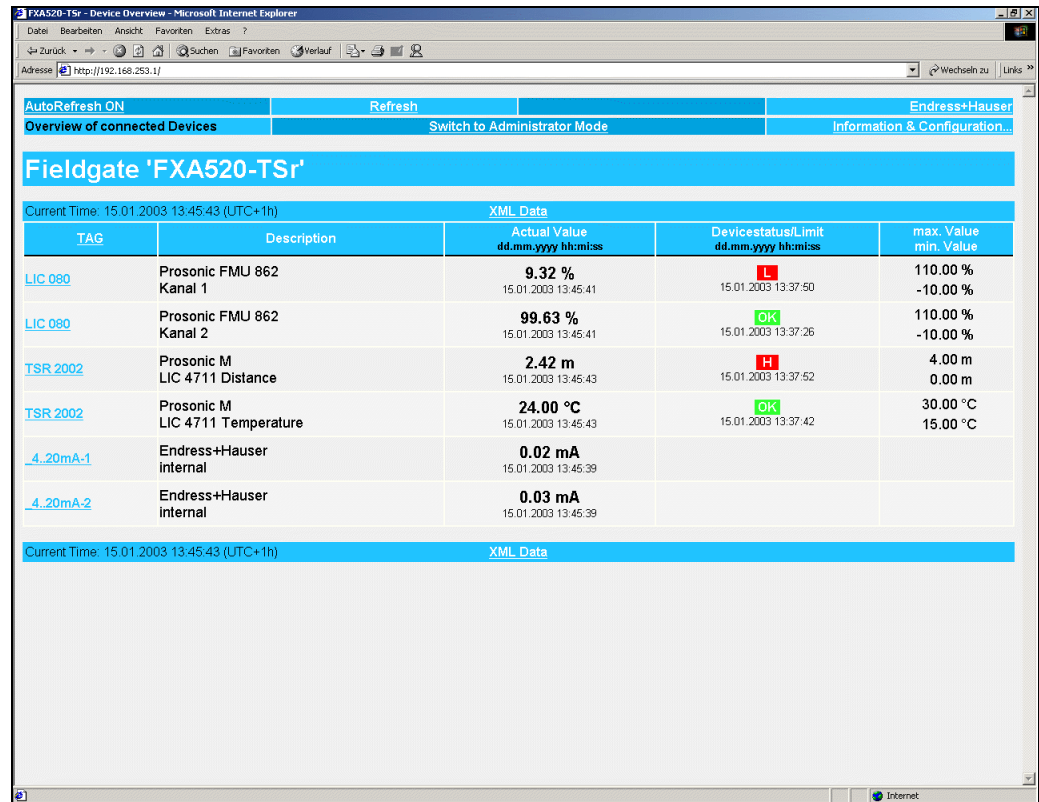 FXA520-TSr - Device Overview - Microsoft Internet Explorer
Datei Bearbeiten Ansicht Favoriten Extras ?
Zurück Suchen Favoriten Verlauf
Adresse http://192.168.253.1/ Wechseln zu Links »
AutoRefresh ON Refresh Endress+Hauser
Overview of connected Devices Switch to Administrator Mode Information & Configuration...
Fieldgate 'FXA520-TSr'
Current Time: 15.01.2003 13:45:43 (UTC+1h) XML Data
TAG Description Actual Value Devicestatus/Limit max. Value
dd.mm.yyyy hh:mi:ss dd.mm.yyyy hh:mi:ss min. Value
LIC 080 Prosonic FMU 862 9.32 % L 110.00 %
Kanal 1 15.01.2003 13:45:41 15.01.2003 13:37:50 -10.00 %
LIC 080 Prosonic FMU 862 99.63 % OK 110.00 %
Kanal 2 15.01.2003 13:45:41 15.01.2003 13:37:26 -10.00 %
TSR 2002 Prosonic M 2.42 m H 4.00 m
LIC 4711 Distance 15.01.2003 13:45:43 15.01.2003 13:37:52 0.00 m
TSR 2002 Prosonic M 24.00 °C OK 30.00 °C
LIC 4711 Temperature 15.01.2003 13:45:43 15.01.2003 13:37:42 15.00 °C
_4..20mA-1 Endress+Hauser 0.02 mA
internal 15.01.2003 13:45:39
_4..20mA-2 Endress+Hauser 0.03 mA
internal 15.01.2003 13:45:39
Current Time: 15.01.2003 13:45:43 (UTC+1h) XML Data
Internet